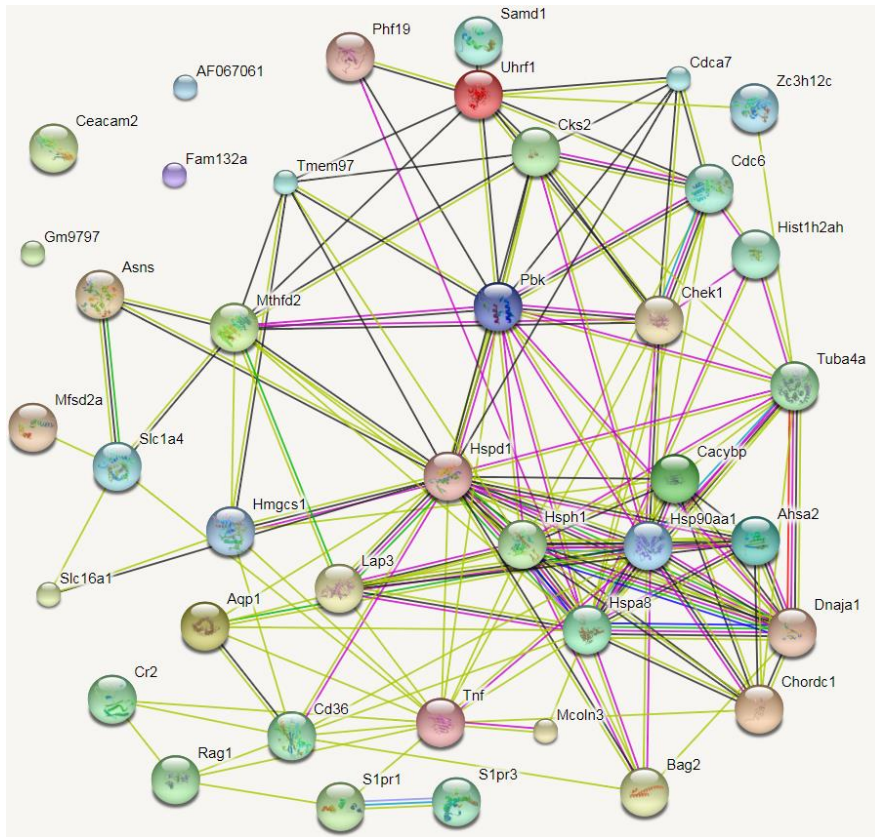 Samd1
Phf19
Uhrf1
Cdca7
AF067061
Zc3h12c
Ceacam2
Cks2
Fam132a
Tmem97
Cdc6
Hist1h2ah
Gm9797
Asns
Pbk
Mthfd2
Chek1
Tuba4a
Mfsd2a
Slc1a4
Hspd1
Cacybp
Hmgcs1
Hsph1
Hsp90aa1
Ahsa2
Slc16a1
Lap3
Aqp1
Hspa8
Dnaja1
Cr2
Cd36
Tnf
Mcoln3
Chordc1
Rag1
S1pr1
S1pr3
Bag2